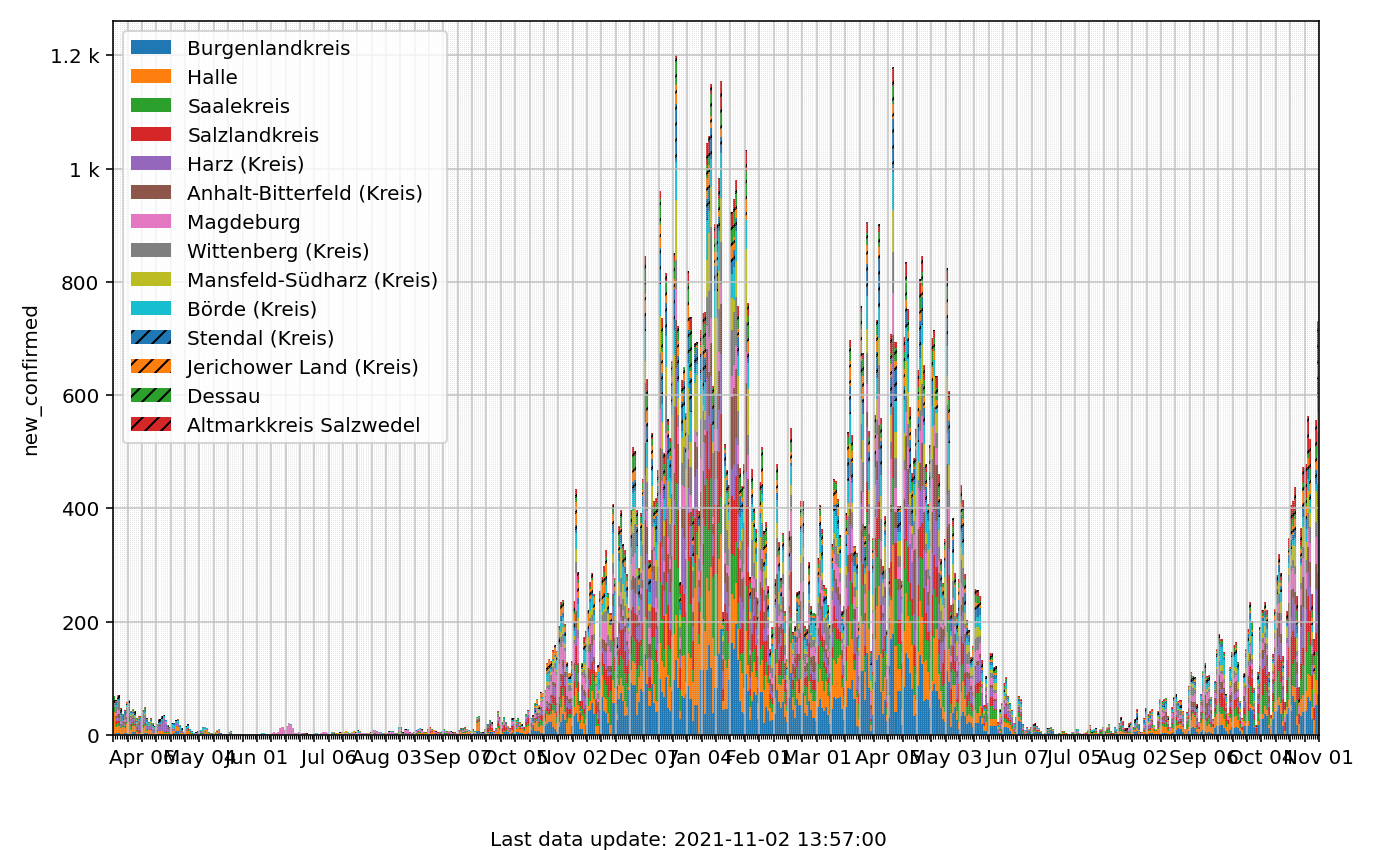 1.2 k
1 k
800
600
400
200
0
new_confirmed
Burgenlandkreis
Halle
Saalekreis
Salzlandkreis
Harz (Kreis)
Anhalt-Bitterfeld (Kreis)
Magdeburg
Wittenberg (Kreis)
Mansfeld-Südharz (Kreis)
Börde (Kreis)
Stendal (Kreis)
Jerichower Land (Kreis)
Dessau
Altmarkkreis Salzwedel
Apr 06 May 04 Jun 01 Jul 06 Aug 03 Sep 07 Oct 05 Nov 02 Dec 07 Jan 04 Feb 01 Mar 01 Apr 05 May 03 Jun 07 Jul 05 Aug 02 Sep 06 Oct 04 Nov 01
Last data update: 2021-11-02 13:57:00